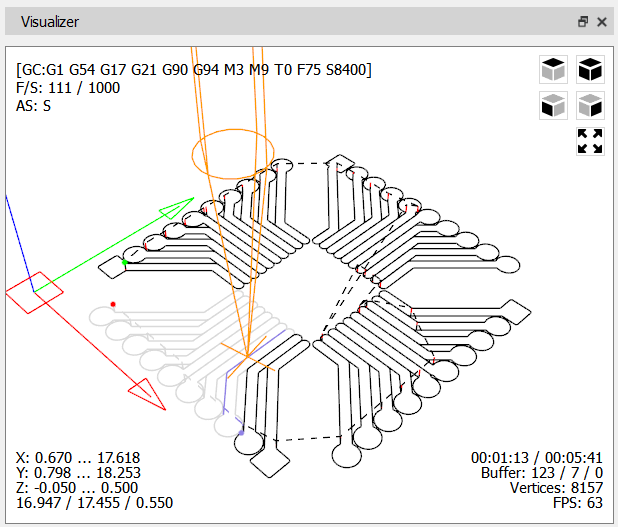 Visualizer
[GC:G1 G54 G17 G21 G90 G94 M3 M9 T0 F75 S8400]
F/S: 111 / 1000
AS: S
X: 0.670 ... 17.618
Y: 0.798 ... 18.253
Z: -0.050 ... 0.500
16.947 / 17.455 / 0.550
00:01:13 / 00:05:41
Buffer: 123 / 7 / 0
Vertices: 8157
FPS: 63